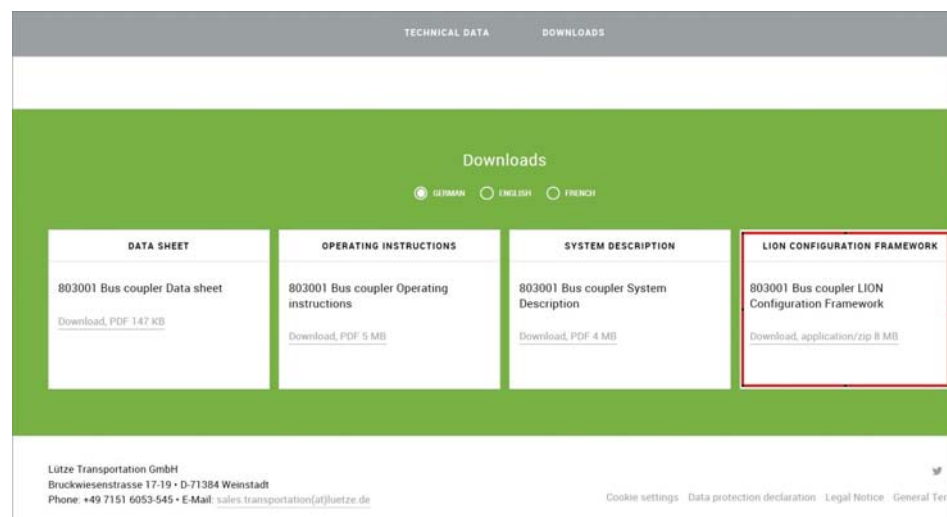 TECHNICAL DATA DOWNLOADS
Downloads
GERMAN ENGLISH FRENCH
DATA SHEET
803001 Bus coupler Data sheet
Download, PDF 147 KB
OPERATING INSTRUCTIONS
803001 Bus coupler Operating
instructions
Download, PDF 5 MB
SYSTEM DESCRIPTION
803001 Bus coupler System
Description
Download, PDF 4 MB
LION CONFIGURATION FRAMEWORK
803001 Bus coupler LION
Configuration Framework
Download, application/zip 8 MB
Lütze Transportation GmbH
Bruckwiesenstrasse 17-19 • D-71384 Weinstadt
Phone: +49 7151 6053-545 • E-Mail: sales.transportation(at)luetze.de
Cookie settings Data protection declaration Legal Notice General Ter